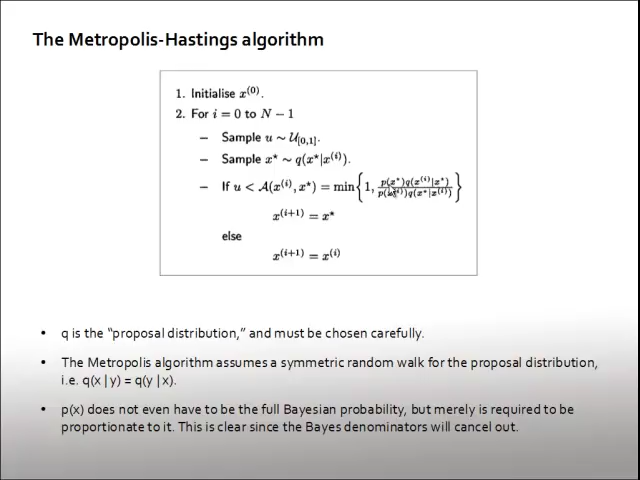 The Metropolis-Hastings algorithm
1. Initialise x^(0).
2. For i = 0 to N − 1
– Sample u ~ 𝒰_[0,1].
– Sample x* ~ q(x*|x^(i)).
– If u < 𝒜(x^(i), x*) = min{1, p(x*)q(x^(i)|x*) / p(x^(i))q(x*|x^(i))}
x^(i+1) = x*
else
x^(i+1) = x^(i)
• q is the “proposal distribution,” and must be chosen carefully.
• The Metropolis algorithm assumes a symmetric random walk for the proposal distribution,
i.e. q(x|y) = q(y|x).
• p(x) does not even have to be the full Bayesian probability, but merely is required to be
proportionate to it. This is clear since the Bayes denominators will cancel out.